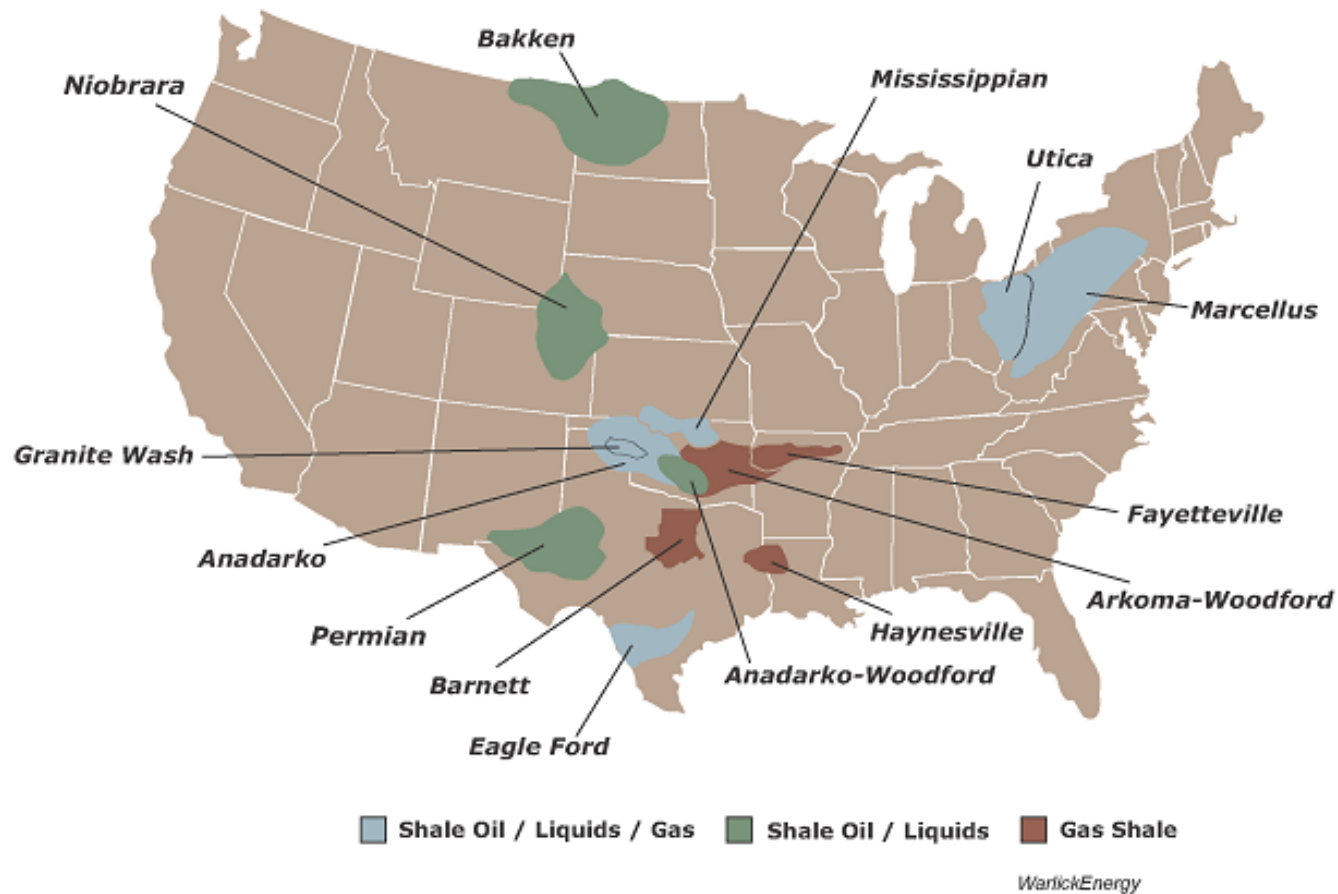 Bakken
Niobrara
Mississippian
Utica
Marcellus
Granite Wash
Fayetteville
Anadarko
Arkoma-Woodford
Permian
Haynesville
Barnett
Anadarko-Woodford
Eagle Ford
Shale Oil / Liquids / Gas
Shale Oil / Liquids
Gas Shale
WarlickEnergy